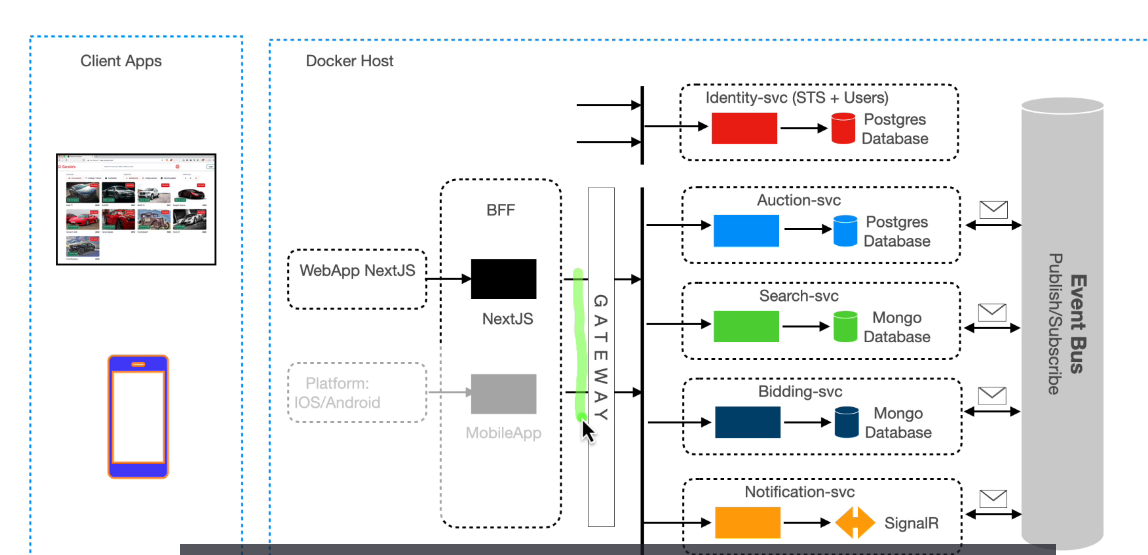 Client Apps
Docker Host
Identity-svc (STS + Users)
Postgres
Database
BFF
WebApp NextJS
NextJS
Platform:
IOS/Android
MobileApp
GATEWAY
Auction-svc
Postgres
Database
Search-svc
Mongo
Database
Bidding-svc
Mongo
Database
Notification-svc
SignalR
Event Bus
Publish/Subscribe